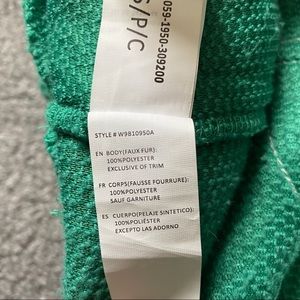 S/P/C
059-1950-309200
STYLE # W9810950A
EN BODY(FAUX FUR):
100%POLYESTER
EXCLUSIVE OF TRIM
FR CORPS(FAUSSE FOURRURE):
100%POLYESTER
SAUF GARNITURE
ES CUERPO(PELAJE SINTETICO):
100%POLIÉSTER
EXCEPTO LAS ADORNO